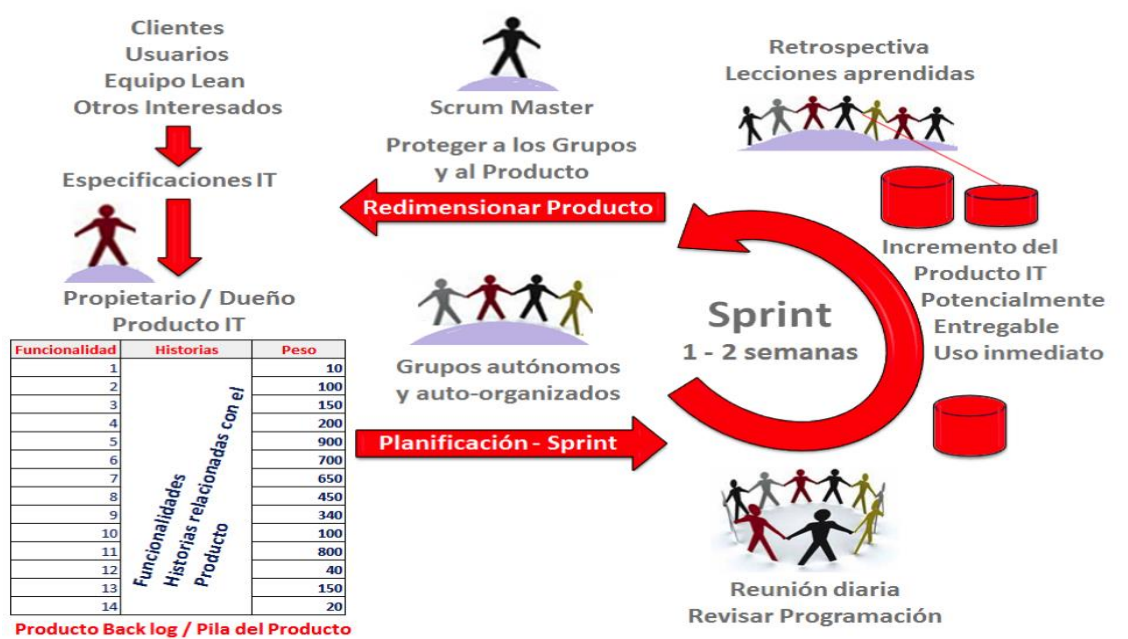 Clientes
Usuarios
Equipo Lean
Otros Interesados
Especificaciones IT
Propietario / Dueño
Producto IT
Scrum Master
Proteger a los Grupos
y al Producto
Redimensionar Producto
Retrospectiva
Lecciones aprendidas
Incremento del
Producto IT
Potencialmente
Entregable
Uso inmediato
Sprint
1 - 2 semanas
Grupos autónomos
y auto-organizados
Planificación - Sprint
Reunión diaria
Revisar Programación
Funcionalidad Historias Peso
1 10
2 100
3 150
4 200
5 900
6 700
7 650
8 450
9 340
10 100
11 800
12 40
13 150
14 20
Funcionalidades
Historias relacionadas con el
Producto
Producto Back log / Pila del Producto